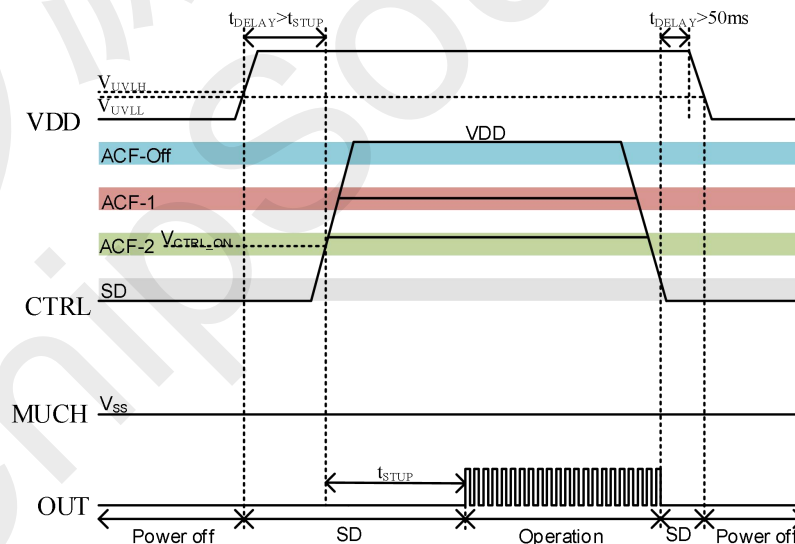 tDELAY>tSTUP
tDELAY>50ms
VUVLH
VUVLL
VDD
VDD
ACF-Off
ACF-1
ACF-2
VCTRL_ON
SD
CTRL
MUCH
VSS
tSTUP
OUT
Power off
SD
Operation
SD
Power off